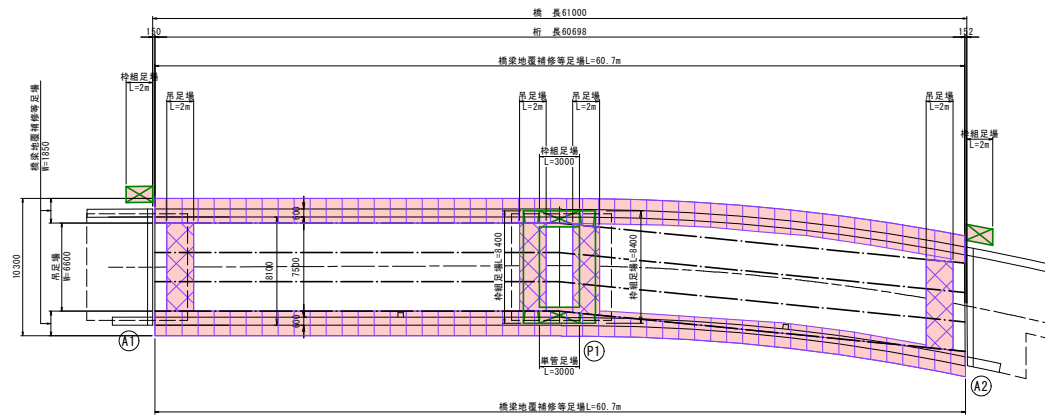 橋 長61000
150
桁 長60698
152
橋梁地覆補修等足場L=60.7m
枠組足場
L=2m
吊足場
L=2m
吊足場
L=2m
吊足場
L=2m
吊足場
L=2m
枠組足場
L=2m
枠組足場
L=3000
橋梁地覆補修等足場
W=1850
10300
吊足場
W=6600
8100
600
7500
600
枠組足場L=8400
枠組足場L=8400
A1
P1
A2
単管足場
L=3000
橋梁地覆補修等足場L=60.7m